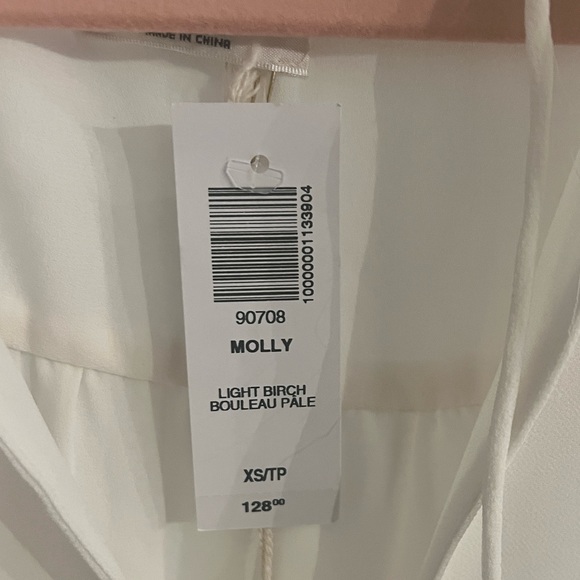 MADE IN CHINA
10000001133904
90708
MOLLY
LIGHT BIRCH
BOULEAU PÂLE
XS/TP
128⁰⁰